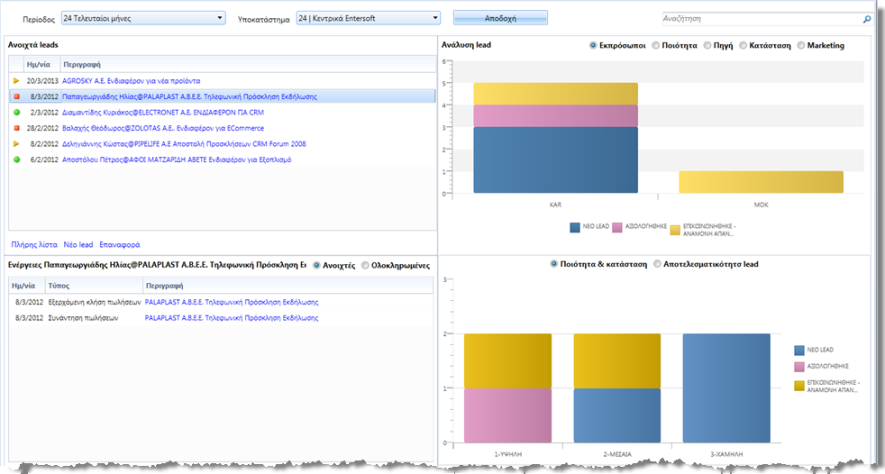 Περίοδος 24 Τελευταίοι μήνες Υποκατάστημα 24 | Κεντρικά Entersoft Αποδοχή Αναζήτηση
Ανοιχτά leads
Ημ/νία Περιγραφή
20/3/2013 AGROSKY A.E. Ενδιαφέρον για νέα προϊόντα
8/3/2012 Παπαγεωργιάδης Ηλίας@PALAPLAST Α.Β.Ε.Ε. Τηλεφωνική Πρόσκληση Εκδήλωσης
2/3/2013 Διαμαντίδης Κυριάκος@ELECTRONET A.E. ΕΝΔΙΑΦΕΡΟΝ ΓΙΑ CRM
28/2/2012 Βαλαχής Θεόδωρος@ZOLOTAS A.E.. Ενδιαφέρον για ECommerce
8/2/2012 Δεληγιάννης Κώστας@PIPELIFE A.E Αποστολή Προσκλήσεων CRM Forum 2008
6/2/2012 Αποστόλου Πέτρος@ΑΦΟΙ ΜΑΤΖΑΡΙΔΗ ΑΒΕΤΕ Ενδιαφέρον για Εξοπλισμό
Πλήρης λίστα Νέο lead Επαναφορά
Ανάλυση lead Εκπρόσωποι Ποιότητα Πηγή Κατάσταση Marketing
6
5
4
3
2
1
0
KAR MOK
ΝΕΟ LEAD ΑΞΙΟΛΟΓΗΘΗΚΕ ΕΠΙΚΟΙΝΩΝΗΘΗΚΕ -
ΑΝΑΜΟΝΗ ΑΠΑΝ...
Ενέργειες Παπαγεωργιάδης Ηλίας@PALAPLAST Α.Β.Ε.Ε. Τηλεφωνική Πρόσκληση Ει Ανοιχτές Ολοκληρωμένες
Ημ/νία Τύπος Περιγραφή
8/3/2012 Εξερχόμενη κλήση πωλήσεων PALAPLAST Α.Β.Ε.Ε. Τηλεφωνική Πρόσκληση Εκδήλωσης
8/3/2012 Συνάντηση πωλήσεων PALAPLAST Α.Β.Ε.Ε. Τηλεφωνική Πρόσκληση Εκδήλωσης
Ποιότητα & κατάσταση Αποτελεσματικότητα lead
3
2
1
0
1-ΥΨΗΛΗ 2-ΜΕΣΑΙΑ 3-ΧΑΜΗΛΗ
ΝΕΟ LEAD
ΑΞΙΟΛΟΓΗΘΗΚΕ
ΕΠΙΚΟΙΝΩΝΗΘΗΚΕ -
ΑΝΑΜΟΝΗ ΑΠΑΝ...